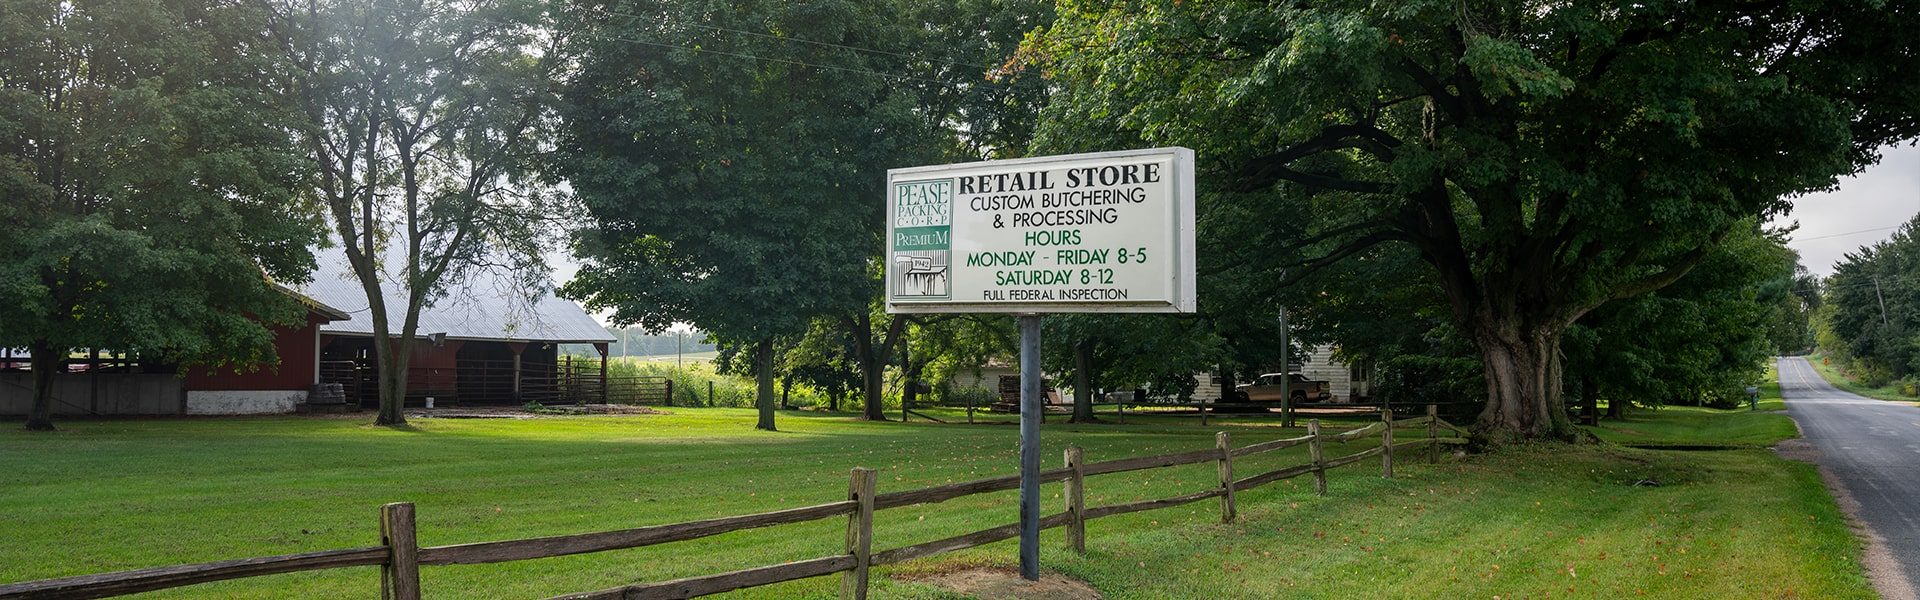 PEASE
PACKING
C·O·R·P
PREMIUM
1942
RETAIL STORE
CUSTOM BUTCHERING
& PROCESSING
HOURS
MONDAY - FRIDAY 8-5
SATURDAY 8-12
FULL FEDERAL INSPECTION